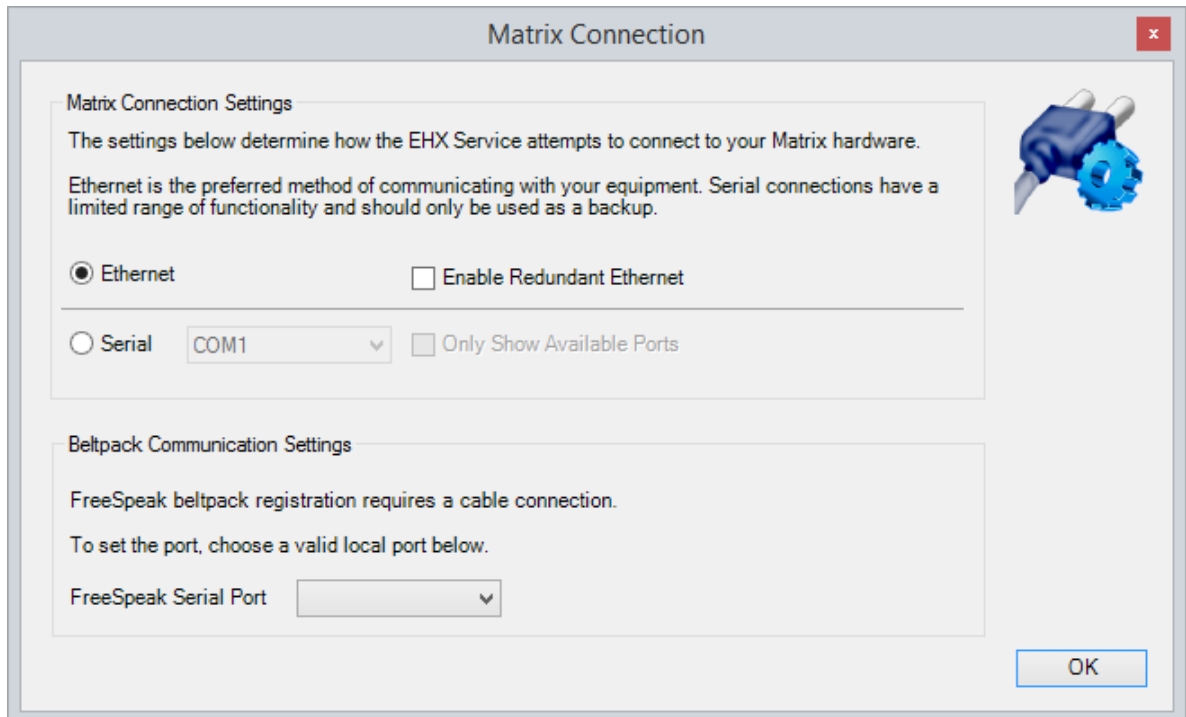 Matrix Connection
x
Matrix Connection Settings
The settings below determine how the EHX Service attempts to connect to your Matrix hardware.
Ethernet is the preferred method of communicating with your equipment. Serial connections have a
limited range of functionality and should only be used as a backup.
Ethernet Enable Redundant Ethernet
Serial COM1 Only Show Available Ports
Beltpack Communication Settings
FreeSpeak beltpack registration requires a cable connection.
To set the port, choose a valid local port below.
FreeSpeak Serial Port
OK